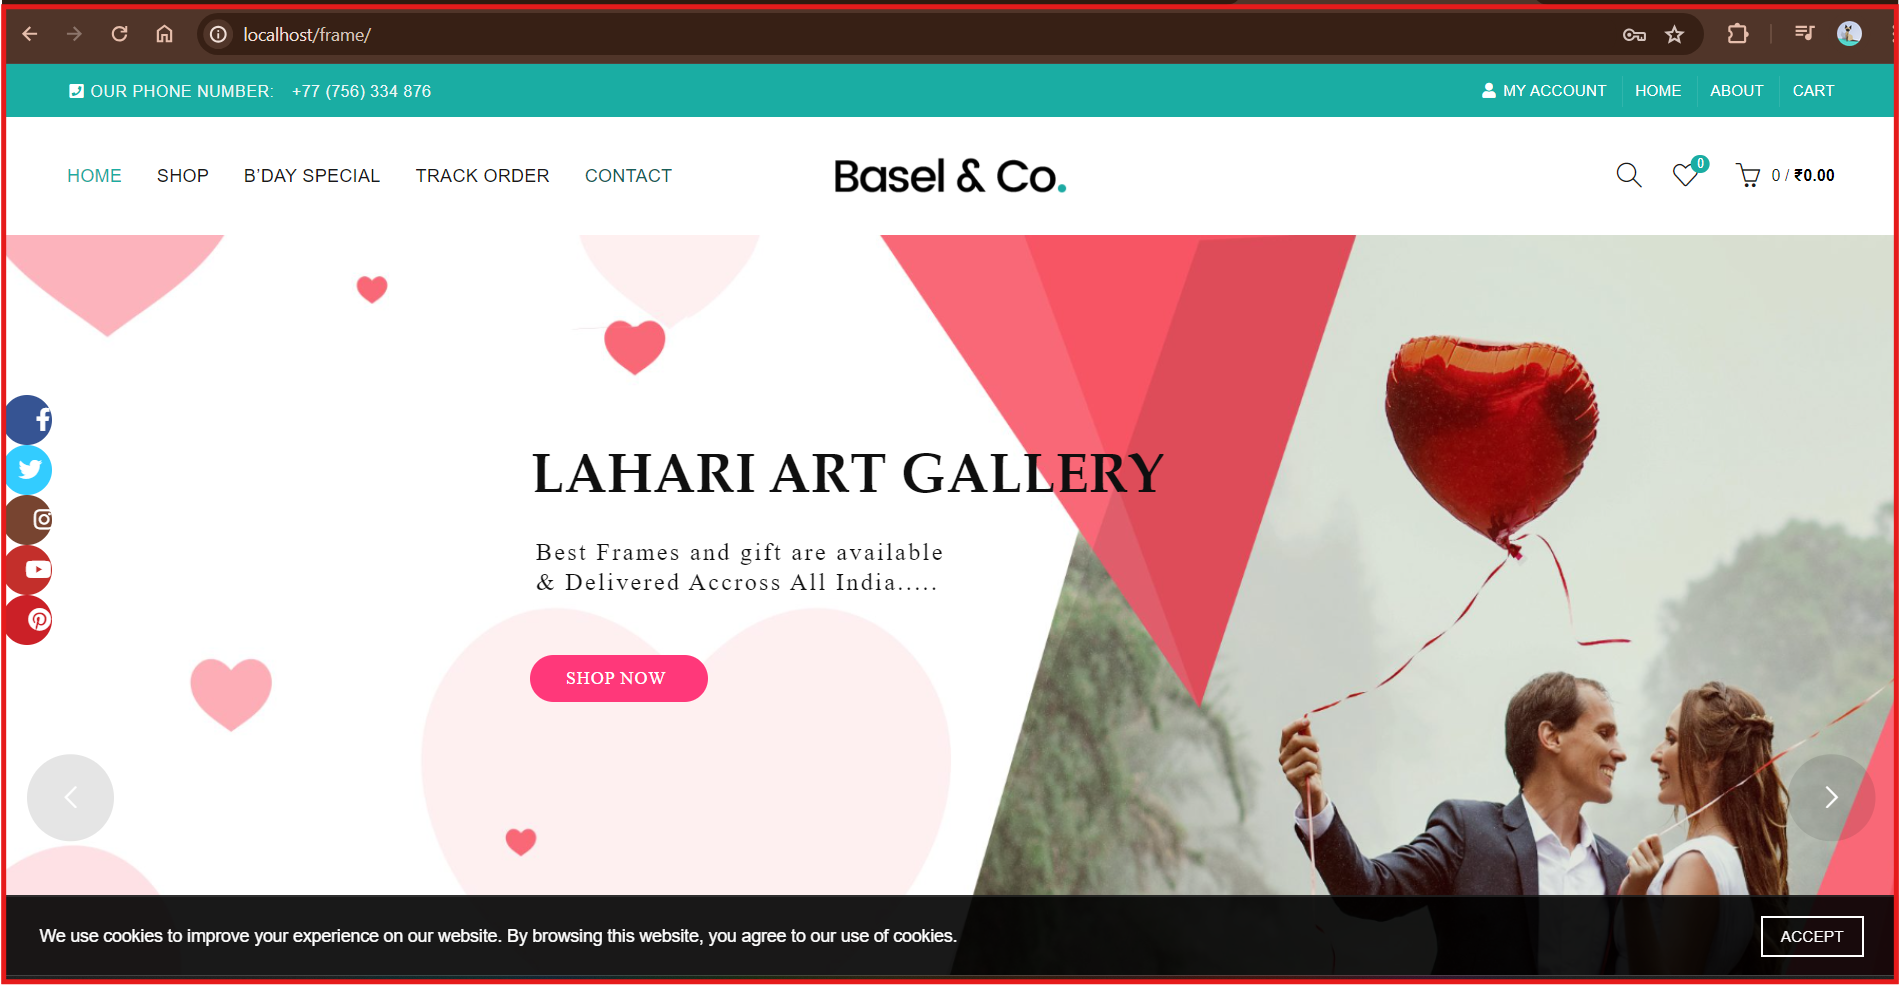 localhost/frame/
OUR PHONE NUMBER: +77 (756) 334 876
MY ACCOUNT HOME ABOUT CART
HOME SHOP B'DAY SPECIAL TRACK ORDER CONTACT
Basel & Co.
0
0 / ₹0.00
LAHARI ART GALLERY
Best Frames and gift are available
& Delivered Accross All India.....
SHOP NOW
We use cookies to improve your experience on our website. By browsing this website, you agree to our use of cookies.
ACCEPT